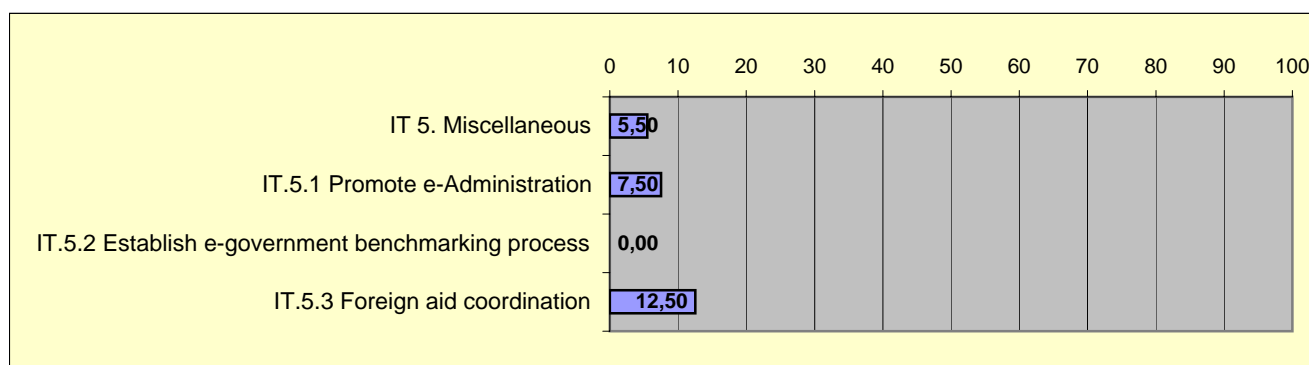 0 10 20 30 40 50 60 70 80 90 100
IT 5. Miscellaneous 5,50
IT.5.1 Promote e-Administration 7,50
IT.5.2 Establish e-government benchmarking process 0,00
IT.5.3 Foreign aid coordination 12,50